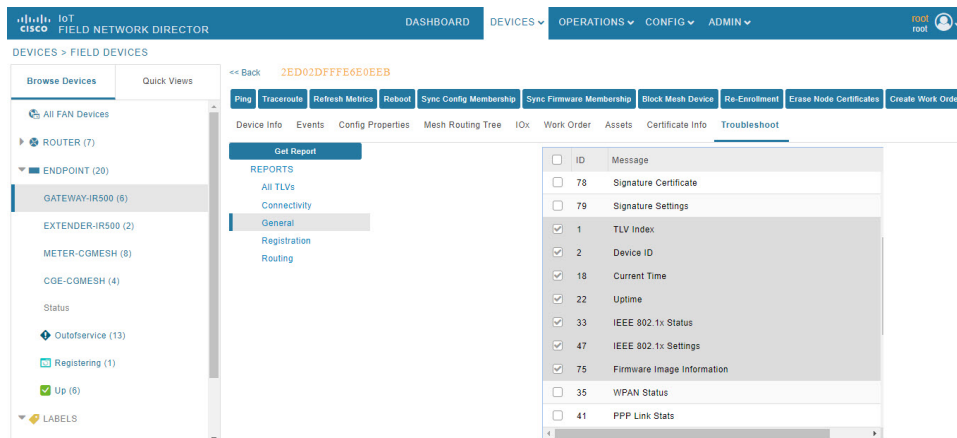 CISCO IoT FIELD NETWORK DIRECTOR
DASHBOARD DEVICES OPERATIONS CONFIG ADMIN
root
root
DEVICES > FIELD DEVICES
Browse Devices Quick Views
All FAN Devices
ROUTER (7)
ENDPOINT (20)
GATEWAY-IR500 (6)
EXTENDER-IR500 (2)
METER-CGMESH (8)
CGE-CGMESH (4)
Status
Outofservice (13)
Registering (1)
Up (6)
LABELS
<< Back 2ED02DFFFE6E0EEB
Ping Traceroute Refresh Metrics Reboot Sync Config Membership Sync Firmware Membership Block Mesh Device Re-Enrollment Erase Node Certificates Create Work Orde
Device Info Events Config Properties Mesh Routing Tree IOx Work Order Assets Certificate Info Troubleshoot
Get Report
REPORTS
All TLVs
Connectivity
General
Registration
Routing
ID Message
78 Signature Certificate
79 Signature Settings
1 TLV Index
2 Device ID
18 Current Time
22 Uptime
33 IEEE 802.1x Status
47 IEEE 802.1x Settings
75 Firmware Image Information
35 WPAN Status
41 PPP Link Stats